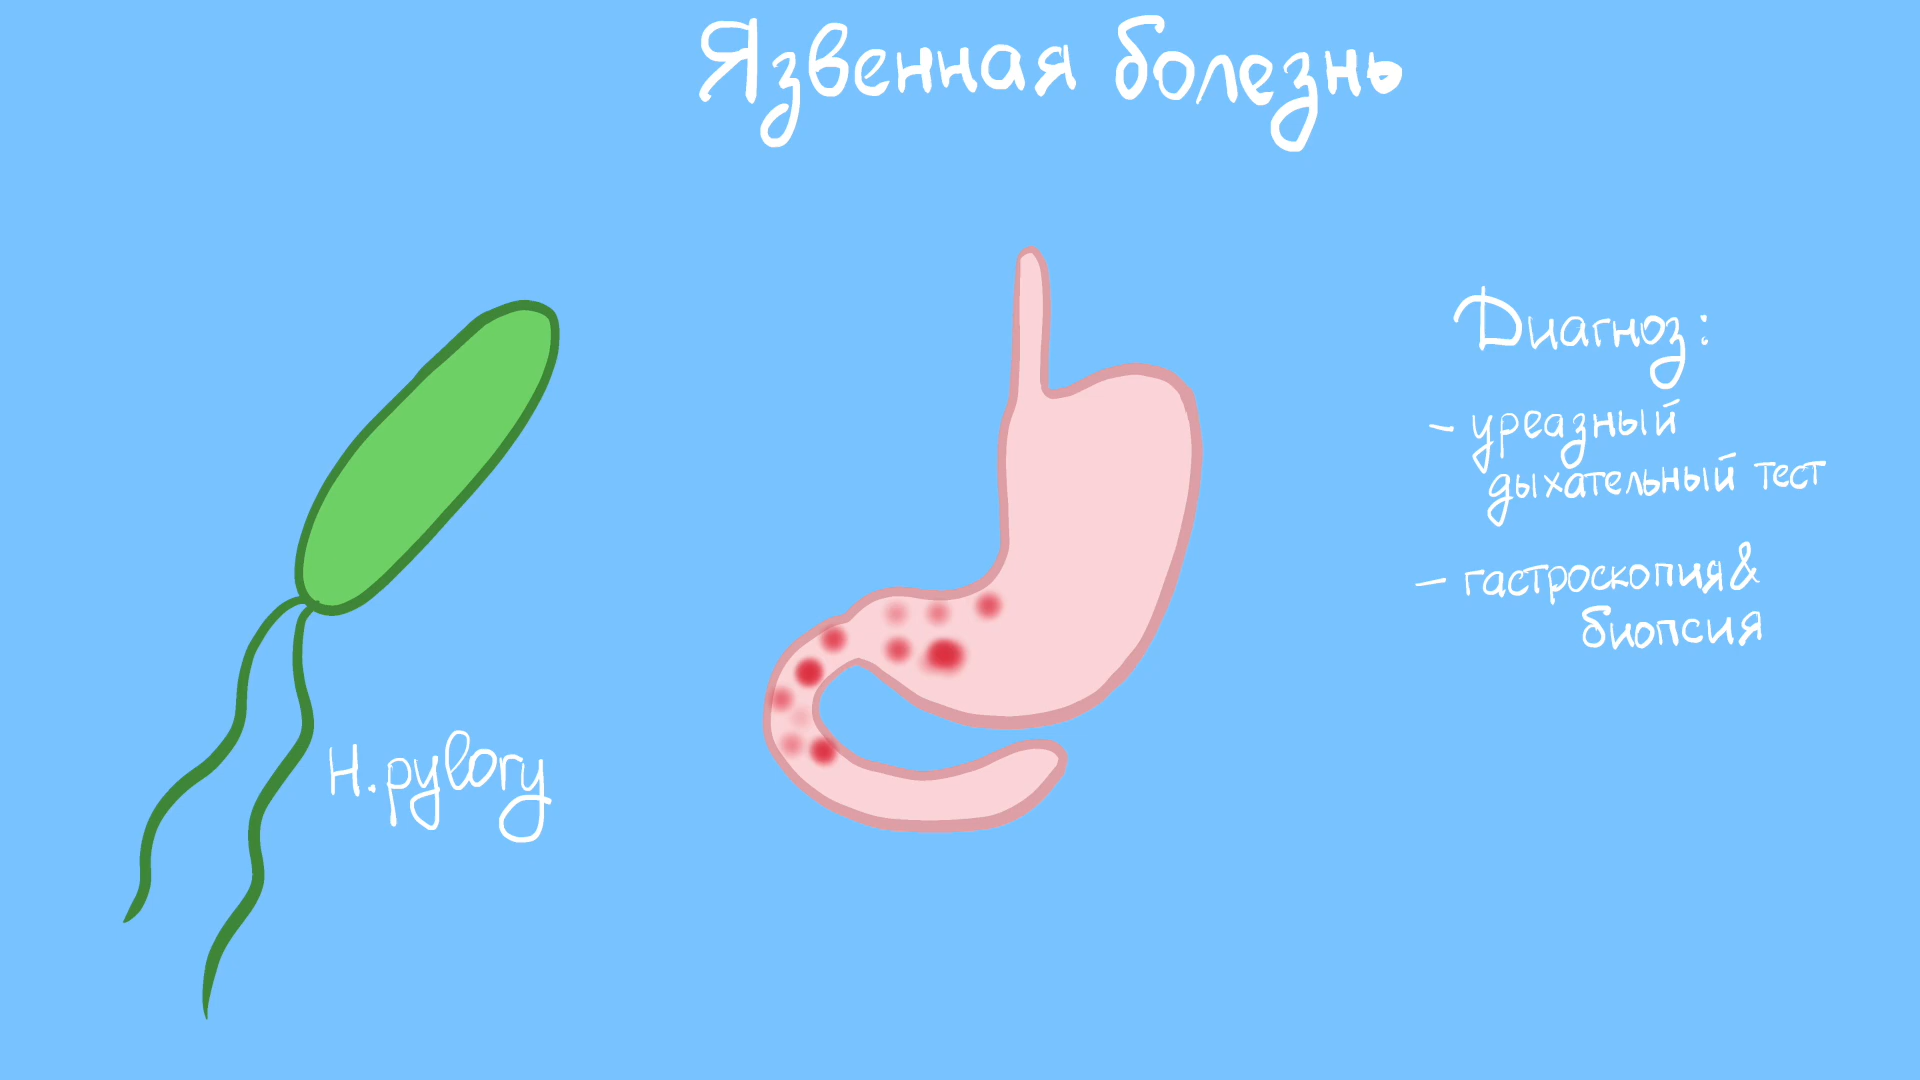 Язвенная болезнь
H. pylory
Диагноз:
- уреазный
дыхательный тест
- гастроскопия&
биопсия